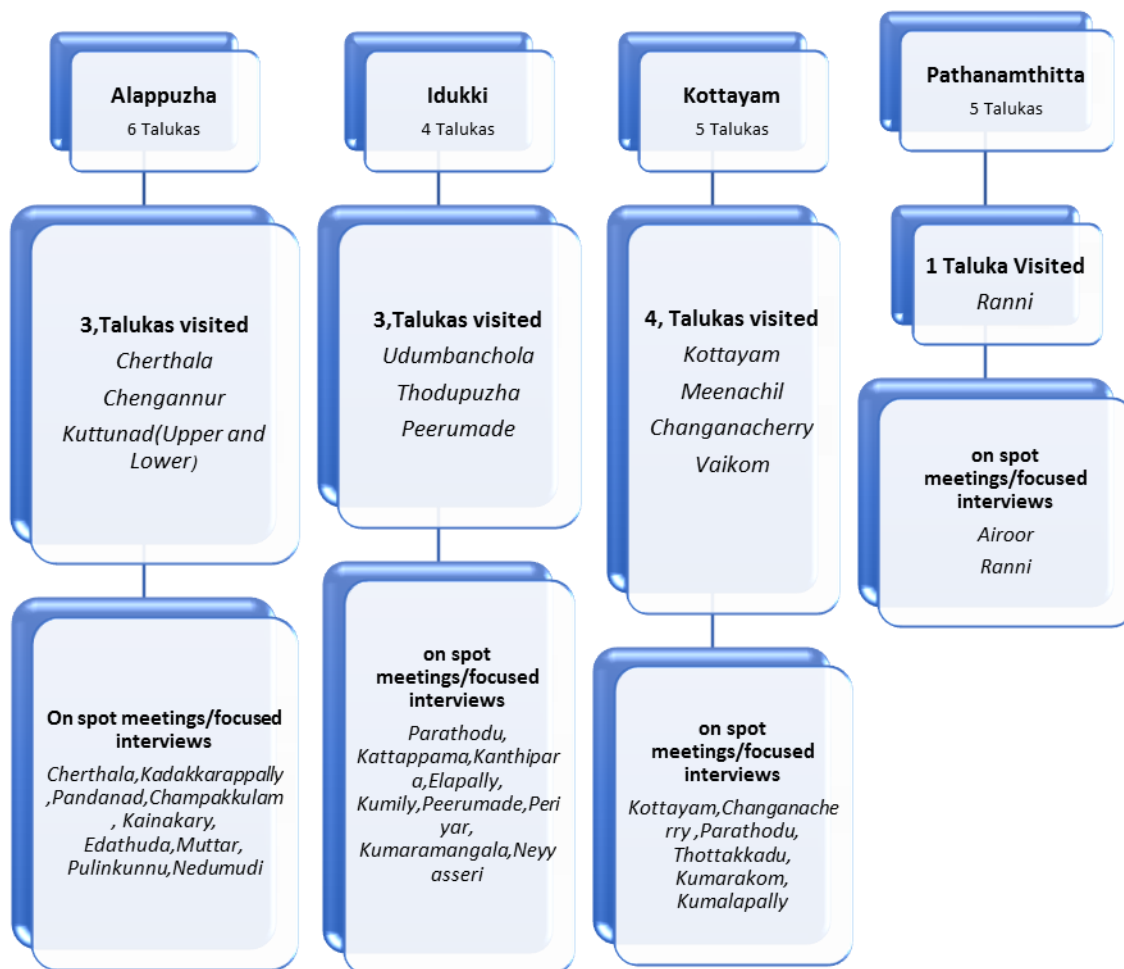 Alappuzha
6 Talukas
3,Talukas visited
Cherthala
Chengannur
Kuttunad(Upper and
Lower)
On spot meetings/focused
interviews
Cherthala,Kadakkarappally
,Pandanad,Champakkulam
, Kainakary,
Edathuda,Muttar,
Pulinkunnu,Nedumudi
Idukki
4 Talukas
3,Talukas visited
Udumbanchola
Thodupuzha
Peerumade
on spot
meetings/focused
interviews
Parathodu,
Kattappama,Kanthipar
a,Elapally,
Kumily,Peerumade,Peri
yar,
Kumaramangala,Neyy
asseri
Kottayam
5 Talukas
4, Talukas visited
Kottayam
Meenachil
Changanacherry
Vaikom
on spot
meetings/focused
interviews
Kottayam,Changanache
rry ,Parathodu,
Thottakkadu,
Kumarakom,
Kumalapally
Pathanamthitta
5 Talukas
1 Taluka Visited
Ranni
on spot
meetings/focused
interviews
Airoor
Ranni